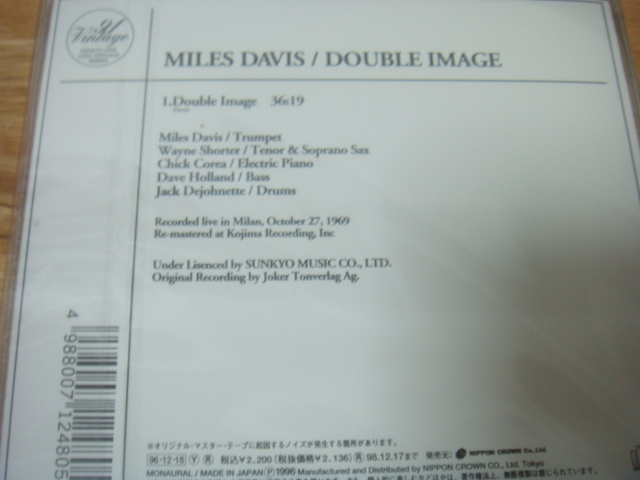 Vintage
MILES DAVIS / DOUBLE IMAGE
1.Double Image 36:19
Miles Davis / Trumpet
Wayne Shorter / Tenor & Soprano Sax
Chick Corea / Electric Piano
Dave Holland / Bass
Jack Dejohnette / Drums
Recorded live in Milan, October 27, 1969
Re-mastered at Kojima Recording, Inc
Under Lisenced by SUNKYO MUSIC CO., LTD.
Original Recording by Joker Tonverlag Ag.
4 988007 124805
※オリジナル・マスター・テープに起因するノイズが発生する箇所があります。
96・12・18 Y R 税込¥2,200 (税抜価格 ¥2,136) R 98.12.17まで 発売元: NIPPON CROWN Co.,Ltd.
MONAURAL / MADE IN JAPAN P 1996 Manufactured and Distributed by NIPPON CROWN CO., Ltd. Tokyo